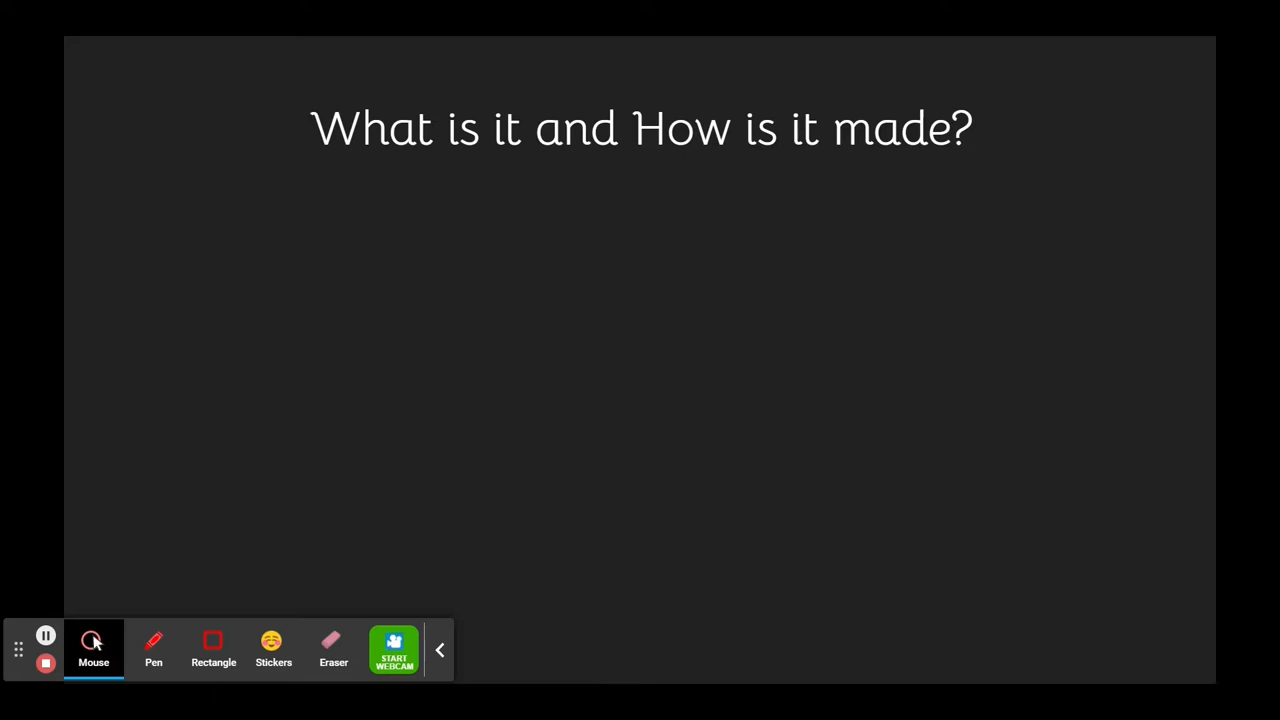 What is it and How is it made?
Mouse
Pen
Rectangle
Stickers
Eraser
START
WEBCAM